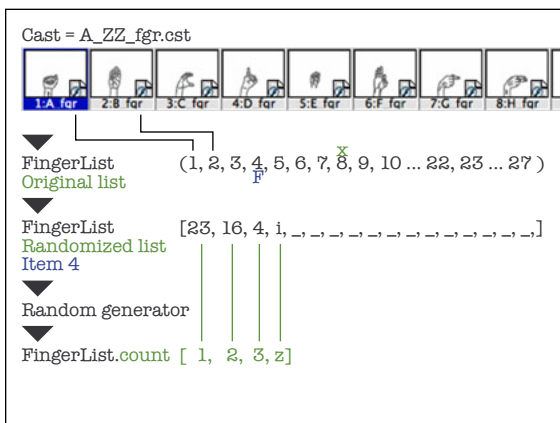 Cast = A_ZZ_fgr.cst
1:A fgr 2:B fgr 3:C fgr 4:D fgr 5:E fgr 6:F fgr 7:G fgr 8:H fgr
x
FingerList (1, 2, 3, 4, 5, 6, 7, 8, 9, 10 ... 22, 23 ... 27 )
Original list F
FingerList [23, 16, 4, i, _, _, _, _, _, _, _, _, _, _, _, _,]
Randomized list
Item 4
Random generator
FingerList.count [ 1, 2, 3, z]